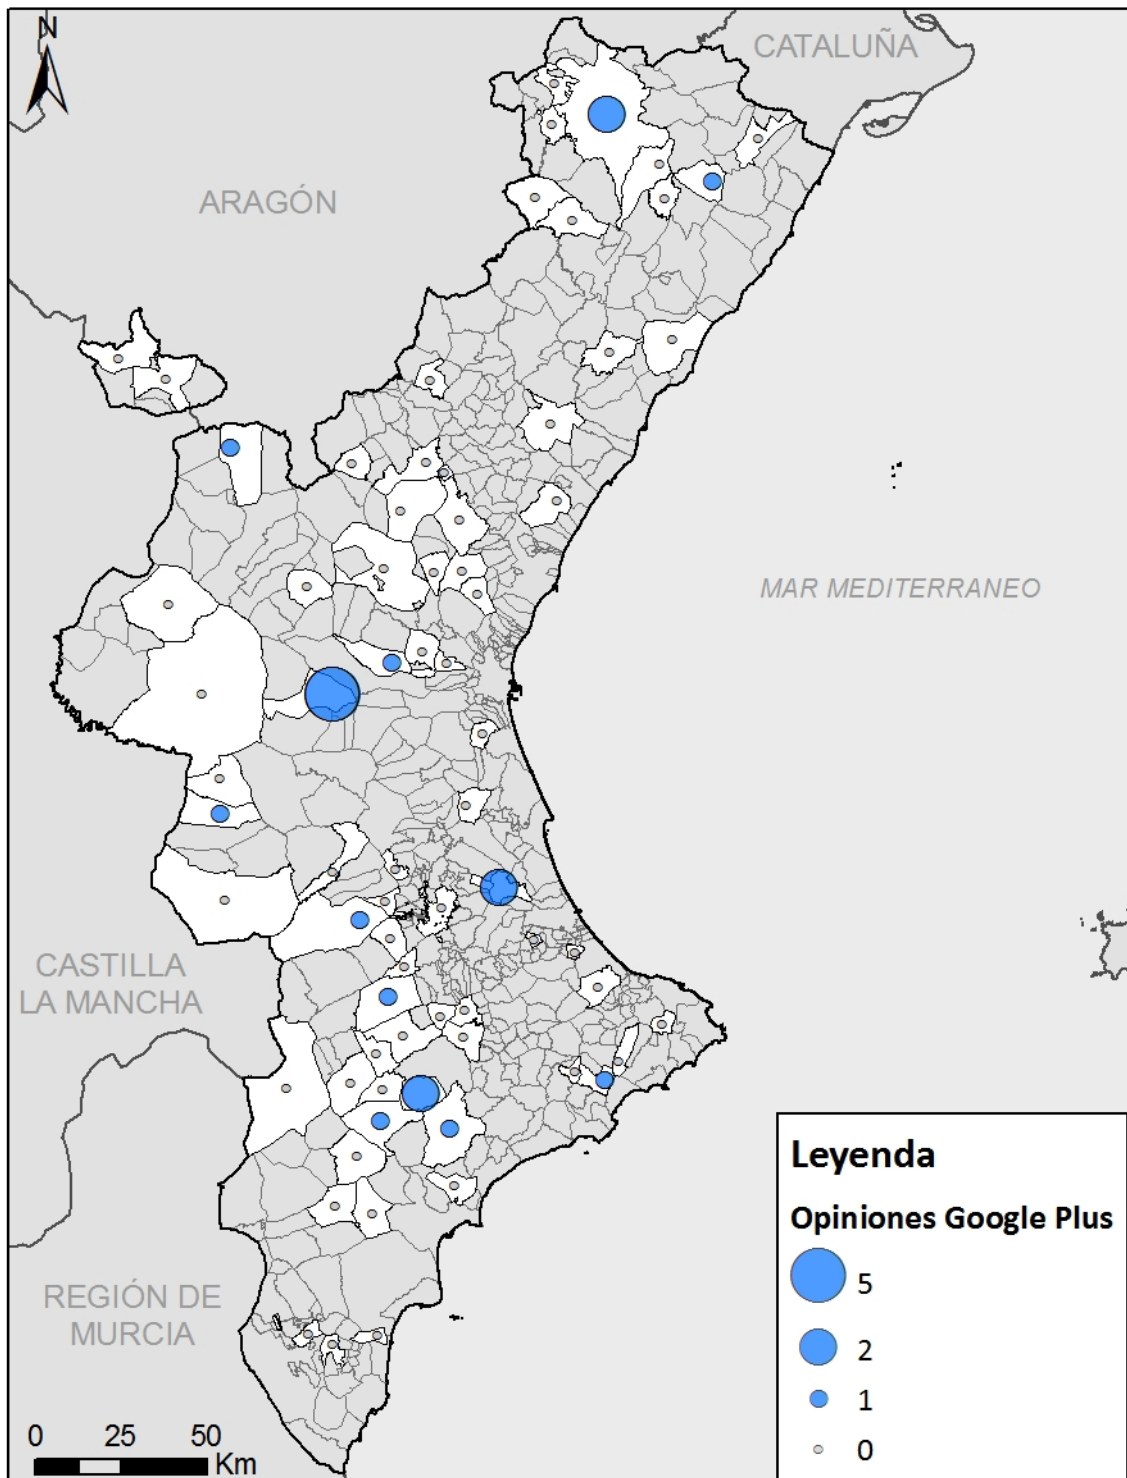 N
CATALUÑA
ARAGÓN
MAR MEDITERRANEO
CASTILLA
LA MANCHA
REGIÓN DE
MURCIA
Leyenda
Opiniones Google Plus
5
2
1
0
0 25 50
Km